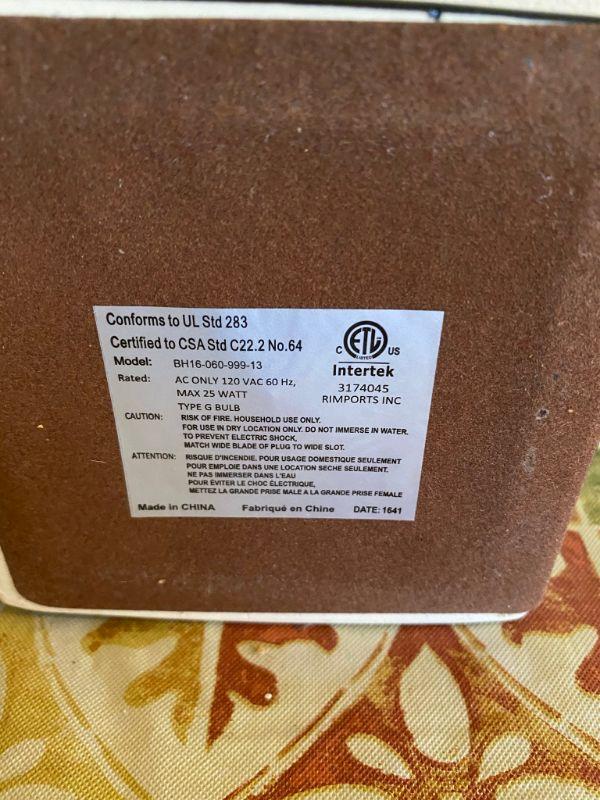 Conforms to UL Std 283
Certified to CSA Std C22.2 No.64
Model: BH16-060-999-13
Rated: AC ONLY 120 VAC 60 Hz,
MAX 25 WATT
TYPE G BULB
C ETL US
LISTED
Intertek
3174045
RIMPORTS INC
CAUTION: RISK OF FIRE. HOUSEHOLD USE ONLY.
FOR USE IN DRY LOCATION ONLY. DO NOT IMMERSE IN WATER.
TO PREVENT ELECTRIC SHOCK,
MATCH WIDE BLADE OF PLUG TO WIDE SLOT.
ATTENTION: RISQUE D'INCENDIE. POUR USAGE DOMESTIQUE SEULEMENT
POUR EMPLOIE DANS UNE LOCATION SECHE SEULEMENT.
NE PAS IMMERSER DANS L'EAU
POUR ÉVITER LE CHOC ÉLECTRIQUE,
METTEZ LA GRANDE PRISE MALE A LA GRANDE PRISE FEMALE
Made in CHINA Fabriqué en Chine DATE: 1641